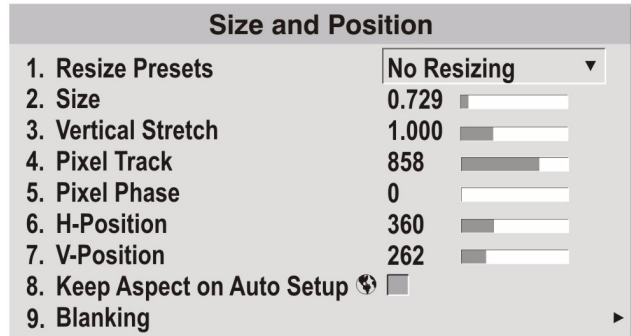 Size and Position
1. Resize Presets No Resizing ▼
2. Size 0.729
3. Vertical Stretch 1.000
4. Pixel Track 858
5. Pixel Phase 0
6. H-Position 360
7. V-Position 262
8. Keep Aspect on Auto Setup
9. Blanking